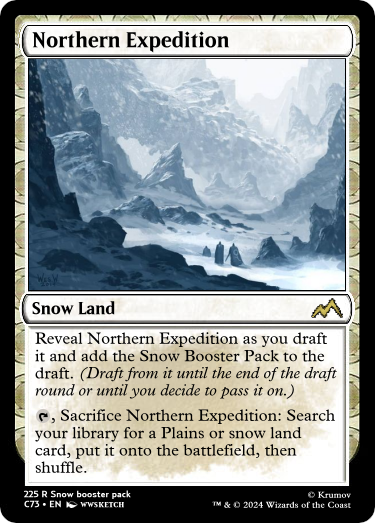 Northern Expedition
Snow Land
Reveal Northern Expedition as you draft
it and add the Snow Booster Pack to the
draft. (Draft from it until the end of the draft
round or until you decide to pass it on.)
, Sacrifice Northern Expedition: Search
your library for a Plains or snow land
card, put it onto the battlefield, then
shuffle.
225 R Snow booster pack
C73 • EN WWSKETCH
© Krumov
™ & © 2024 Wizards of the Coast